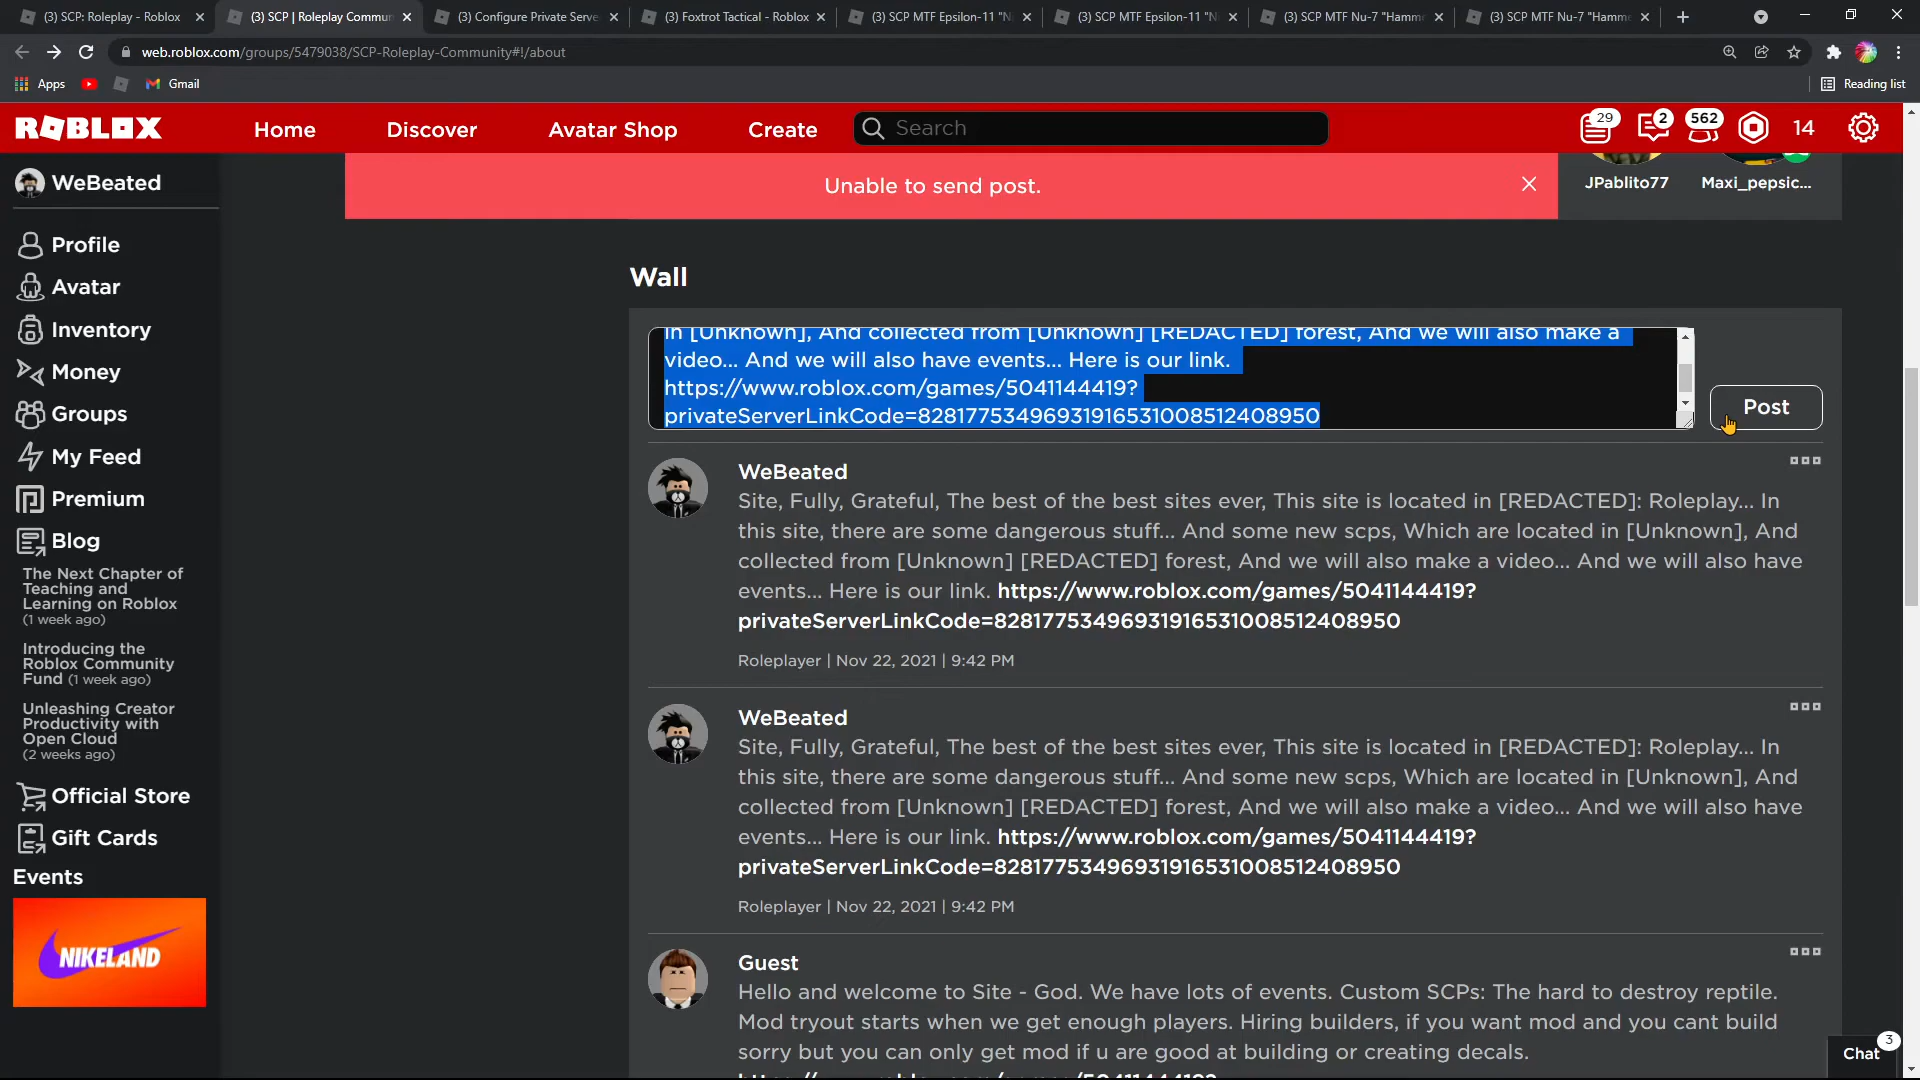 (3) SCP: Roleplay - Roblox
(3) SCP | Roleplay Commun
(3) Configure Private Serve
(3) Foxtrot Tactical - Roblox
(3) SCP MTF Epsilon-11 "N
(3) SCP MTF Epsilon-11 "N
(3) SCP MTF Nu-7 "Hamm
(3) SCP MTF Nu-7 "Hamm
web.roblox.com/groups/5479038/SCP-Roleplay-Community#!/about
Apps
Gmail
Reading list
ROBLOX
Home
Discover
Avatar Shop
Create
Search
29
2
562
14
WeBeated
Profile
Avatar
Inventory
Money
Groups
My Feed
Premium
Blog
The Next Chapter of
Teaching and
Learning on Roblox
(1 week ago)
Introducing the
Roblox Community
Fund (1 week ago)
Unleashing Creator
Productivity with
Open Cloud
(2 weeks ago)
Official Store
Gift Cards
Events
NIKELAND
Unable to send post.
JPablito77
Maxi_pepsic...
Wall
in [Unknown], And collected from [Unknown] [REDACTED] forest, And we will also make a
video... And we will also have events... Here is our link.
https://www.roblox.com/games/5041144419?
privateServerLinkCode=82817753496931916531008512408950
Post
WeBeated
Site, Fully, Grateful, The best of the best sites ever, This site is located in [REDACTED]: Roleplay... In
this site, there are some dangerous stuff... And some new scps, Which are located in [Unknown], And
collected from [Unknown] [REDACTED] forest, And we will also make a video... And we will also have
events... Here is our link. https://www.roblox.com/games/5041144419?
privateServerLinkCode=82817753496931916531008512408950
Roleplayer | Nov 22, 2021 | 9:42 PM
WeBeated
Site, Fully, Grateful, The best of the best sites ever, This site is located in [REDACTED]: Roleplay... In
this site, there are some dangerous stuff... And some new scps, Which are located in [Unknown], And
collected from [Unknown] [REDACTED] forest, And we will also make a video... And we will also have
events... Here is our link. https://www.roblox.com/games/5041144419?
privateServerLinkCode=82817753496931916531008512408950
Roleplayer | Nov 22, 2021 | 9:42 PM
Guest
Hello and welcome to Site - God. We have lots of events. Custom SCPs: The hard to destroy reptile.
Mod tryout starts when we get enough players. Hiring builders, if you want mod and you cant build
sorry but you can only get mod if u are good at building or creating decals.
Chat
3